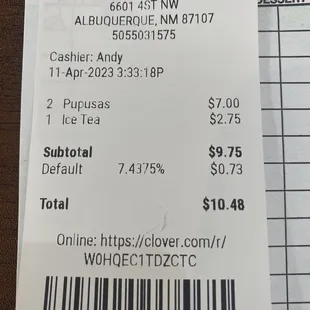 6601 4ST NW
ALBUQUERQUE, NM 87107
5055031575
Cashier: Andy
11-Apr-2023 3:33:18P
2 Pupusas $7.00
1 Ice Tea $2.75
Subtotal $9.75
Default 7.4375% $0.73
Total $10.48
Online: https://clover.com/r/
W0HQEC1TDZCTC